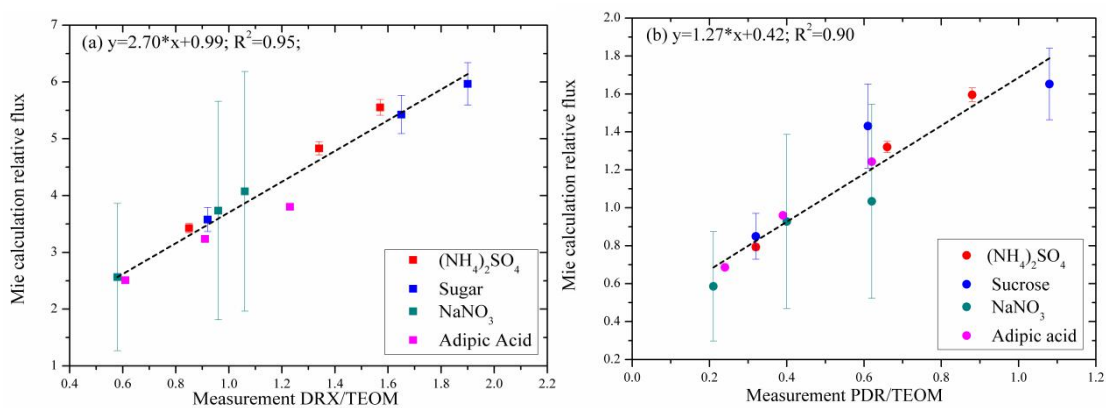 (a) y=2.70*x+0.99; R²=0.95;
Mie calculation relative flux
7
6
5
4
3
2
1
(NH₄)₂SO₄
Sugar
NaNO₃
Adipic Acid
0.4 0.6 0.8 1.0 1.2 1.4 1.6 1.8 2.0 2.2
Measurement DRX/TEOM
(b) y=1.27*x+0.42; R²=0.90
Mie calculation relative flux
2.0
1.8
1.6
1.4
1.2
1.0
0.8
0.6
0.4
0.2
(NH₄)₂SO₄
Sucrose
NaNO₃
Adipic acid
0.0 0.2 0.4 0.6 0.8 1.0 1.2
Measurement PDR/TEOM